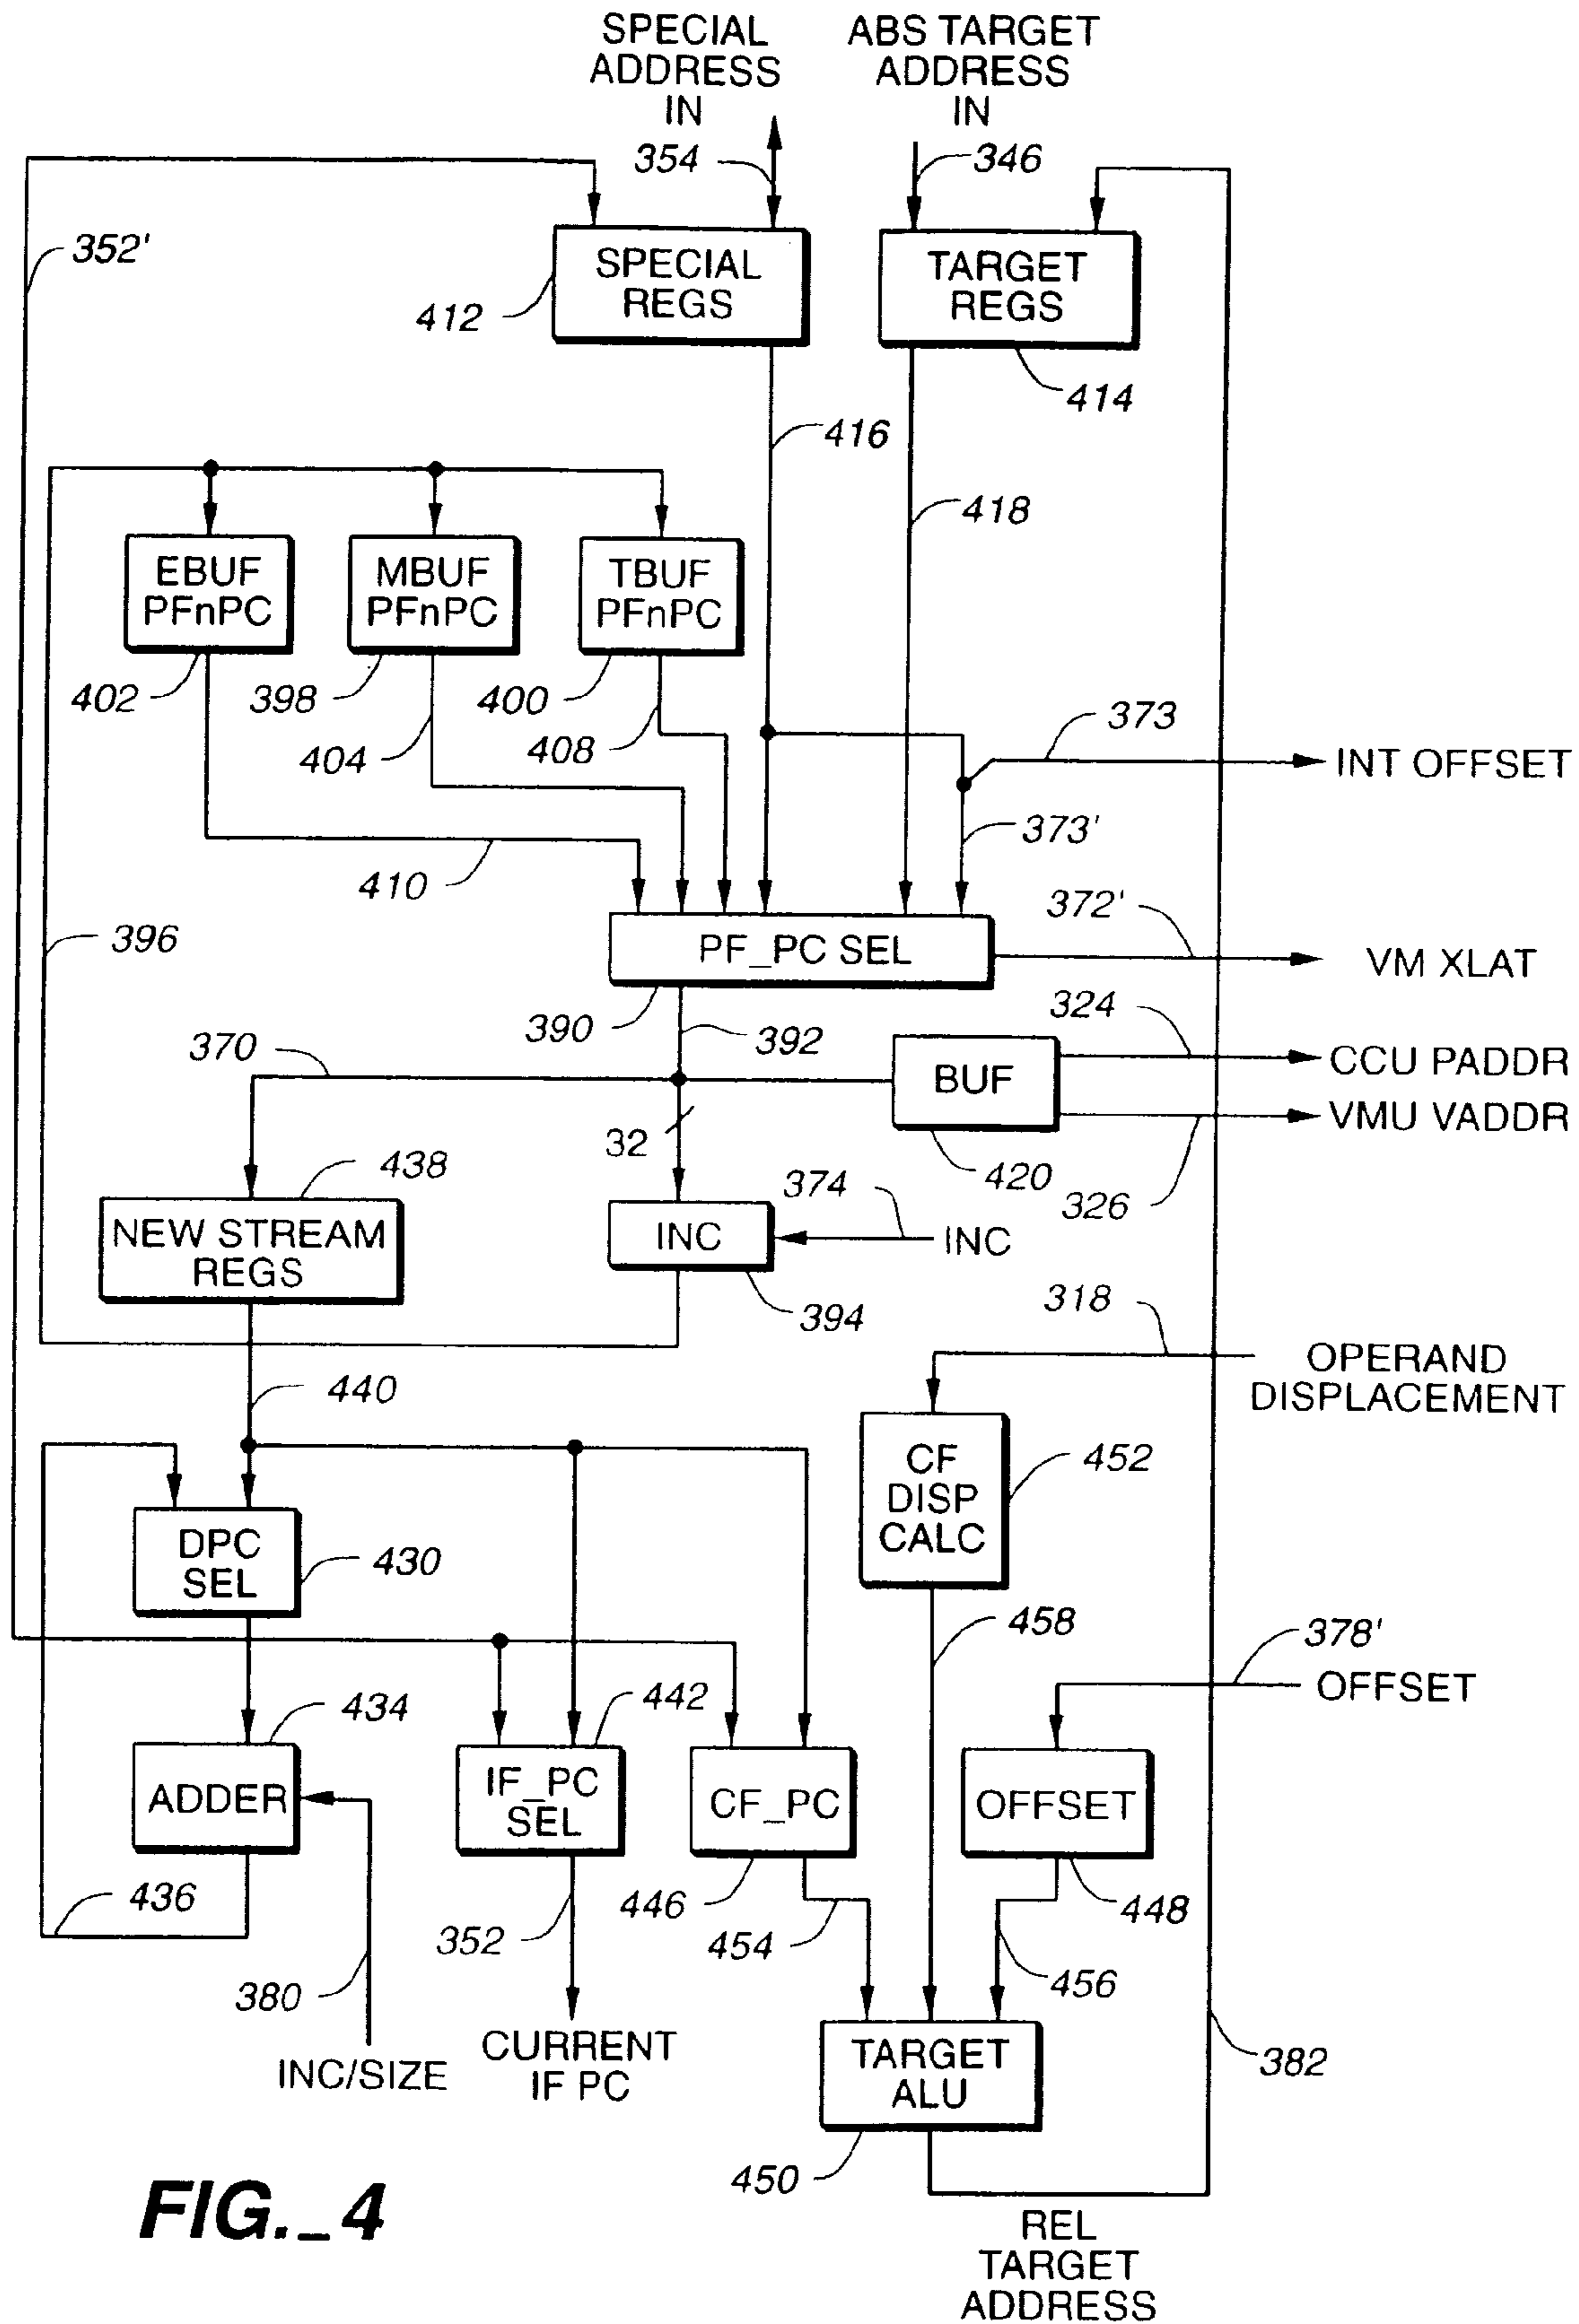 SPECIAL
ADDRESS
IN
354
ABS TARGET
ADDRESS
IN
346
352'
SPECIAL
REGS
412
TARGET
REGS
414
416
418
EBUF
PFnPC
402
MBUF
PFnPC
398
TBUF
PFnPC
400
404
408
410
373
INT OFFSET
373'
396
372'
PF_PC SEL
VM XLAT
390
392
324
370
BUF
CCU PADDR
VMU VADDR
32
420
326
438
374
NEW STREAM
REGS
INC
INC
394
318
440
OPERAND
DISPLACEMENT
CF
DISP
CALC
452
DPC
SEL
430
458
378'
OFFSET
434
442
ADDER
IF_PC
SEL
CF_PC
OFFSET
436
446
448
352
454
456
380
INC/SIZE
CURRENT
IF PC
TARGET
ALU
382
450
FIG._4
REL
TARGET
ADDRESS